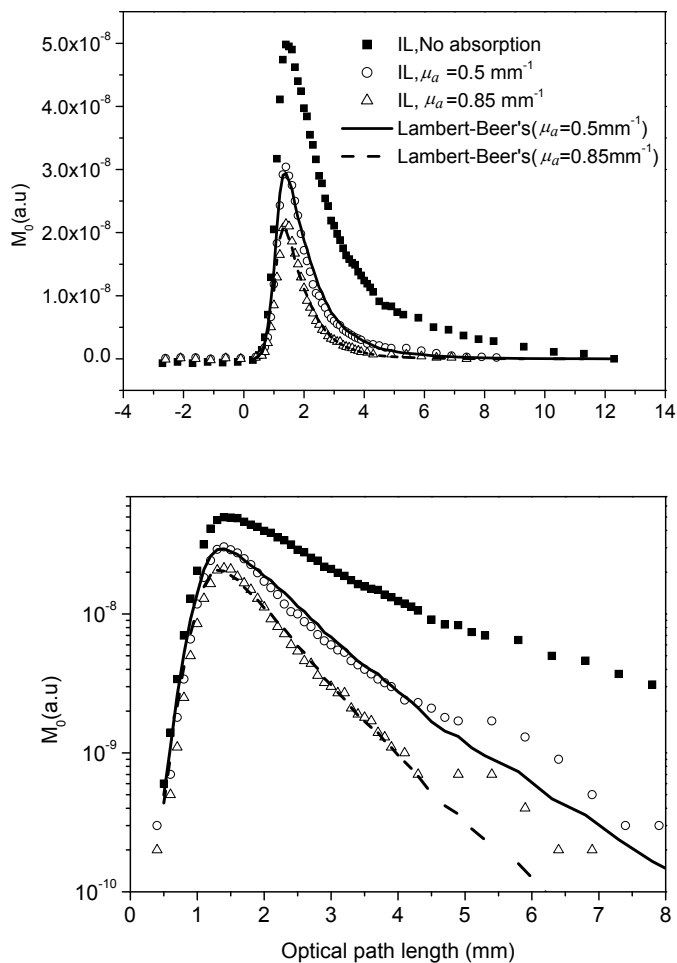 5.0x10⁻⁸
4.0x10⁻⁸
3.0x10⁻⁸
2.0x10⁻⁸
1.0x10⁻⁸
0.0
M₀(a.u)
IL,No absorption
IL,μₐ =0.5 mm⁻¹
IL, μₐ =0.85 mm⁻¹
Lambert-Beer's(μₐ=0.5mm⁻¹)
Lambert-Beer's(μₐ=0.85mm⁻¹)
-4 -2 0 2 4 6 8 10 12 14
10⁻⁸
10⁻⁹
10⁻¹⁰
M₀(a.u)
0 1 2 3 4 5 6 7 8
Optical path length (mm)